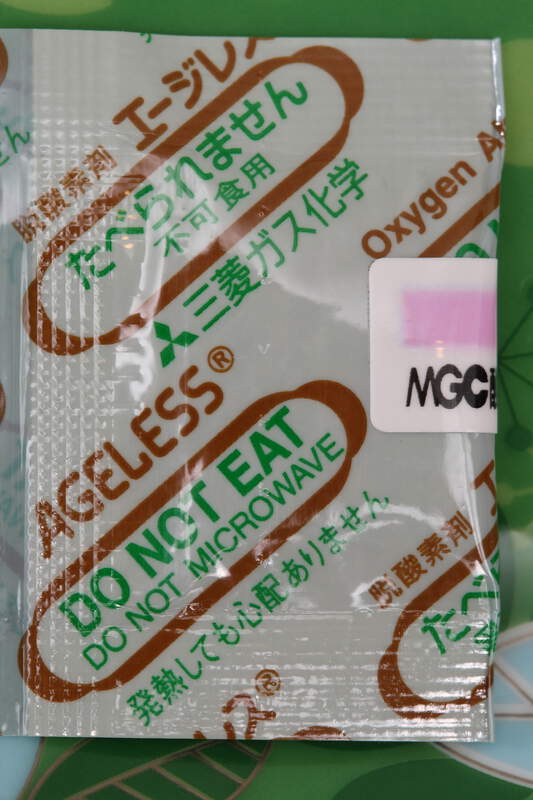 エージレス
脱酸素剤
たべられません
不可食用
三菱ガス化学
Oxygen
MGC
AGELESS®
DO NOT EAT
DO NOT MICROWAVE
発熱しても心配ありません
脱酸素剤